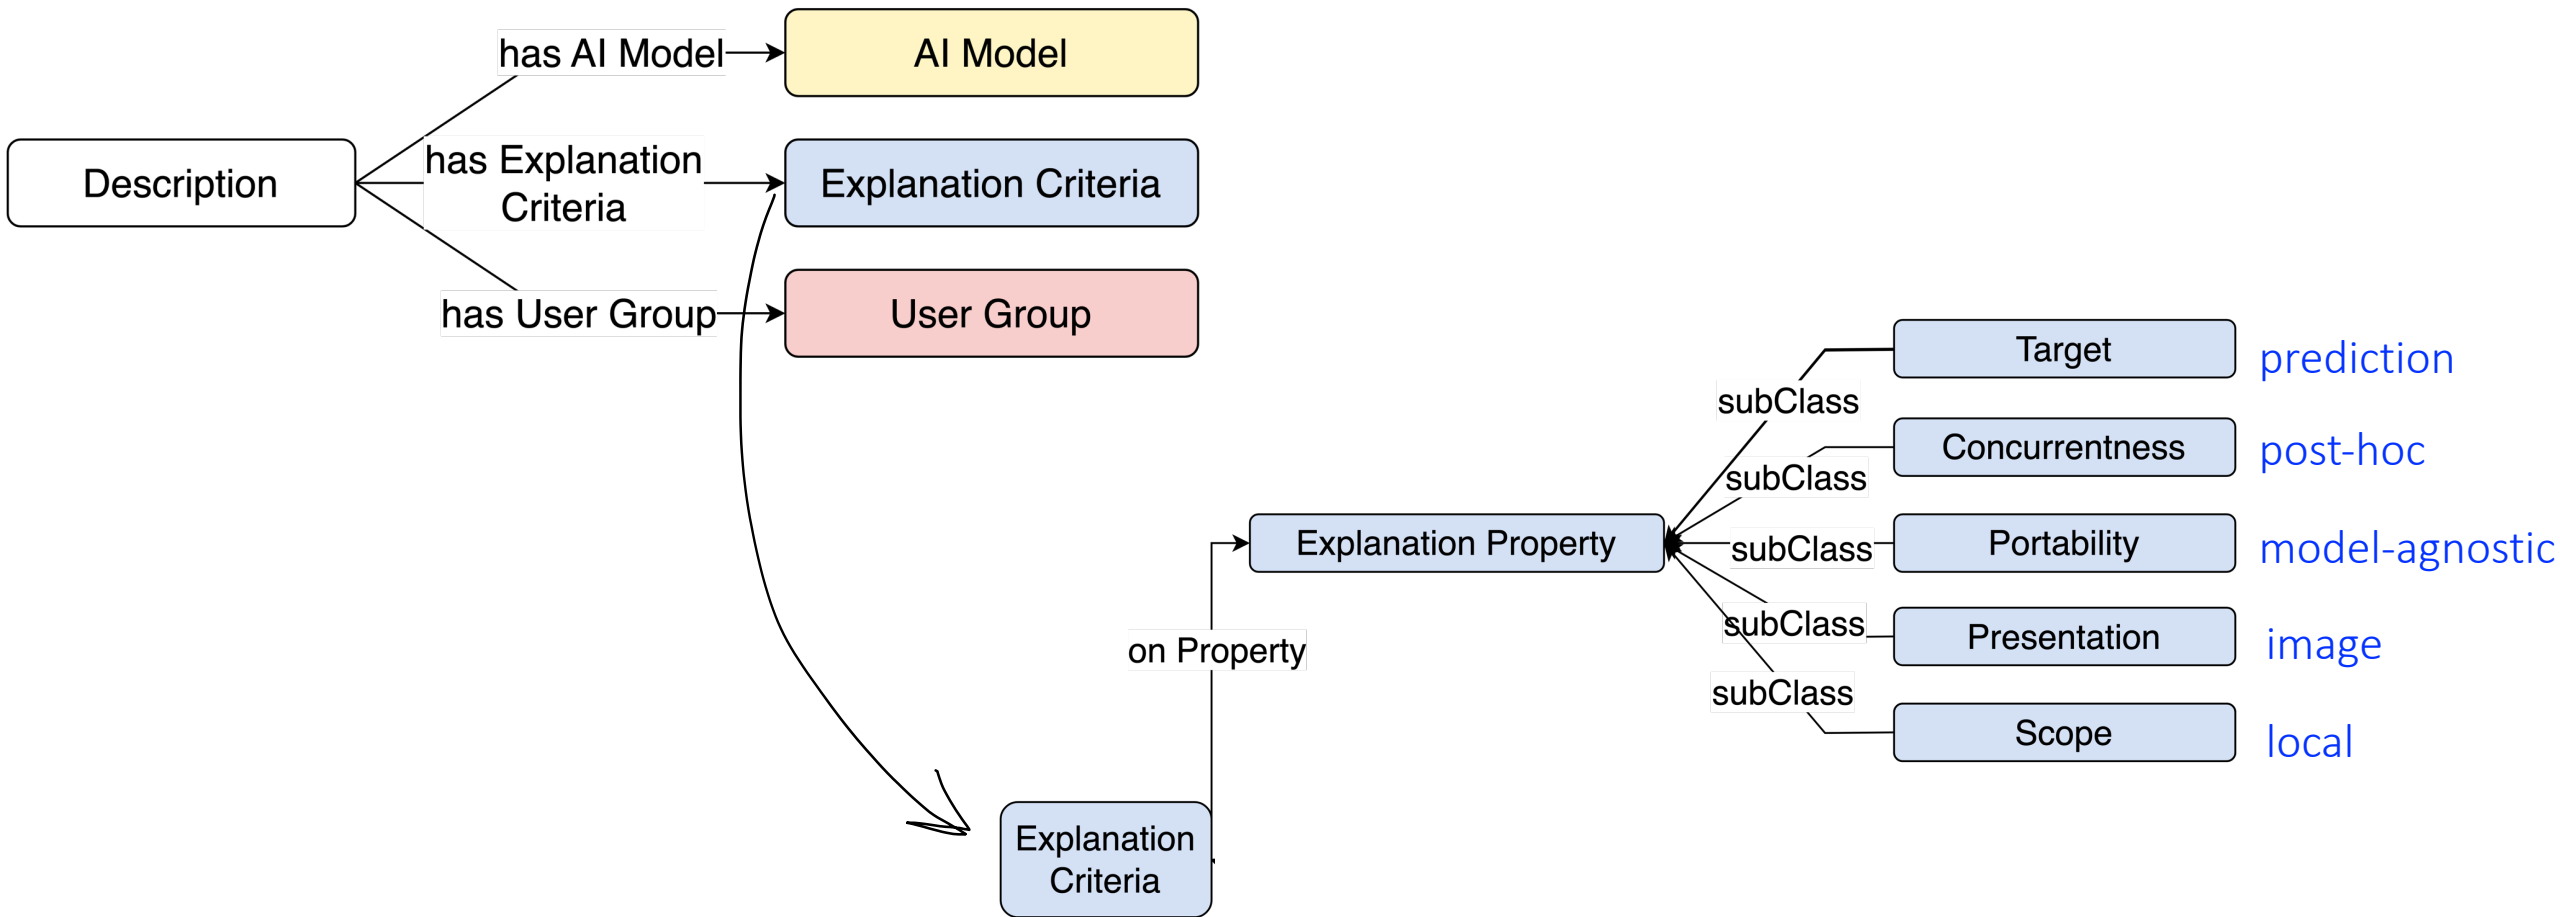 has AI Model
AI Model
Description
has Explanation
Criteria
Explanation Criteria
has User Group
User Group
Target
prediction
subClass
Concurrentness
post-hoc
subClass
Explanation Property
subClass
Portability
model-agnostic
subClass
Presentation
image
on Property
subClass
Scope
local
Explanation
Criteria